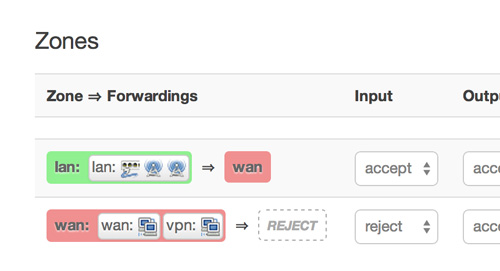 Zones
Zone ⇒ Forwardings Input Outpu
lan: lan: ⇒ wan accept acce
wan: wan: vpn: ⇒ REJECT reject acce